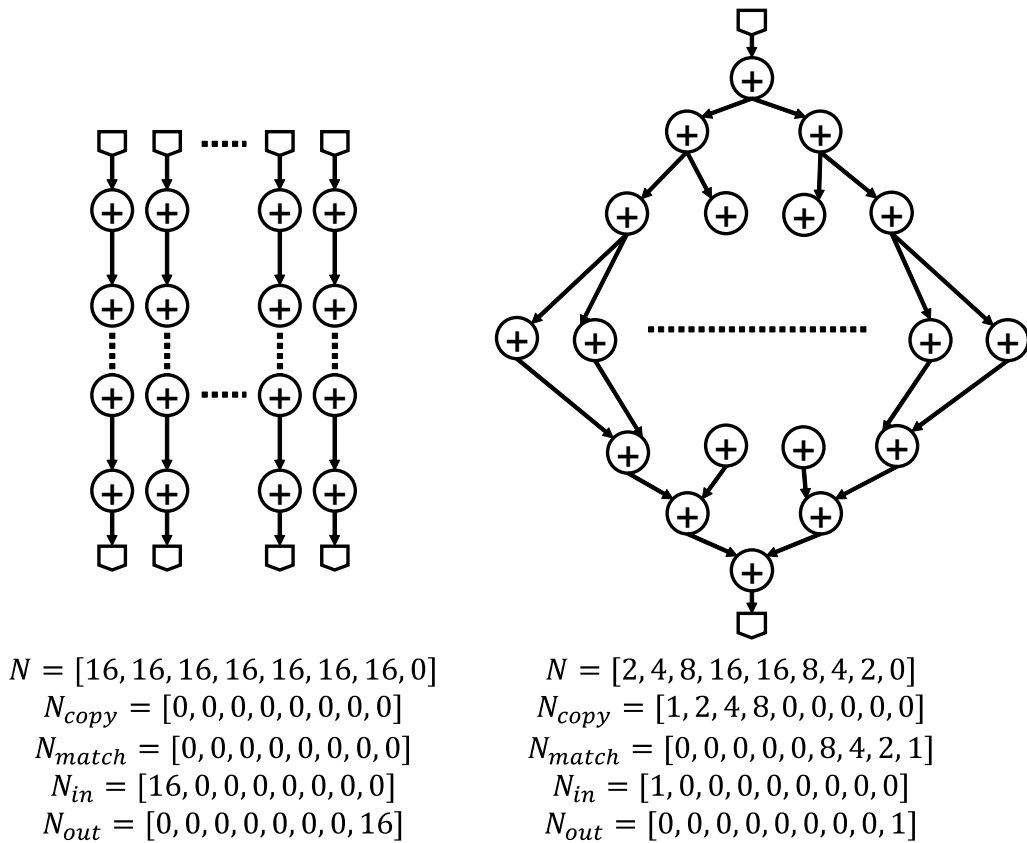 N = [16, 16, 16, 16, 16, 16, 16, 0]
N_copy = [0, 0, 0, 0, 0, 0, 0, 0]
N_match = [0, 0, 0, 0, 0, 0, 0, 0]
N_in = [16, 0, 0, 0, 0, 0, 0, 0]
N_out = [0, 0, 0, 0, 0, 0, 0, 16]
N = [2, 4, 8, 16, 16, 8, 4, 2, 0]
N_copy = [1, 2, 4, 8, 0, 0, 0, 0, 0]
N_match = [0, 0, 0, 0, 0, 8, 4, 2, 1]
N_in = [1, 0, 0, 0, 0, 0, 0, 0, 0]
N_out = [0, 0, 0, 0, 0, 0, 0, 0, 1]